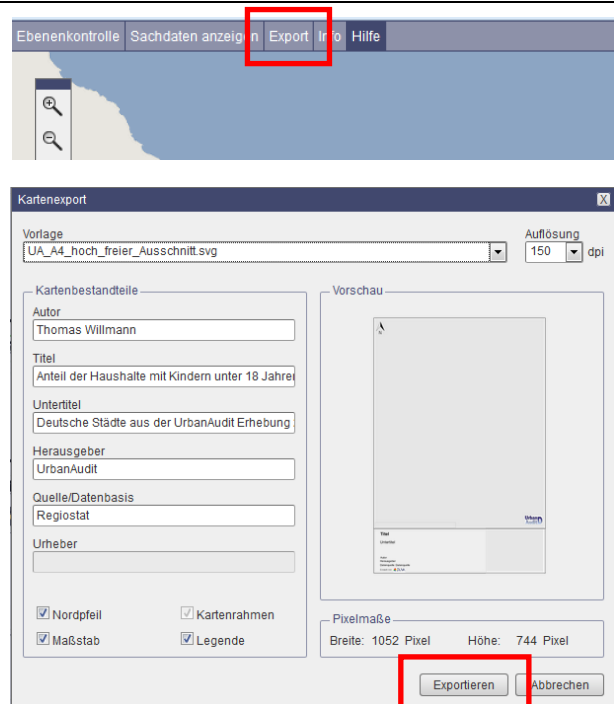 Ebenenkontrolle Sachdaten anzeigen Export Info Hilfe
Kartenexport X
Vorlage Auflösung
UA_A4_hoch_freier_Ausschnitt.svg 150 dpi
Kartenbestandteile Vorschau
Autor
Thomas Willmann
Titel
Anteil der Haushalte mit Kindern unter 18 Jahren
Untertitel
Deutsche Städte aus der UrbanAudit Erhebung
Herausgeber
UrbanAudit
Quelle/Datenbasis
Regiostat
Urheber
Titel
Untertitel
Nordpfeil Kartenrahmen
Maßstab Legende
Pixelmaße
Breite: 1052 Pixel Höhe: 744 Pixel
Exportieren Abbrechen